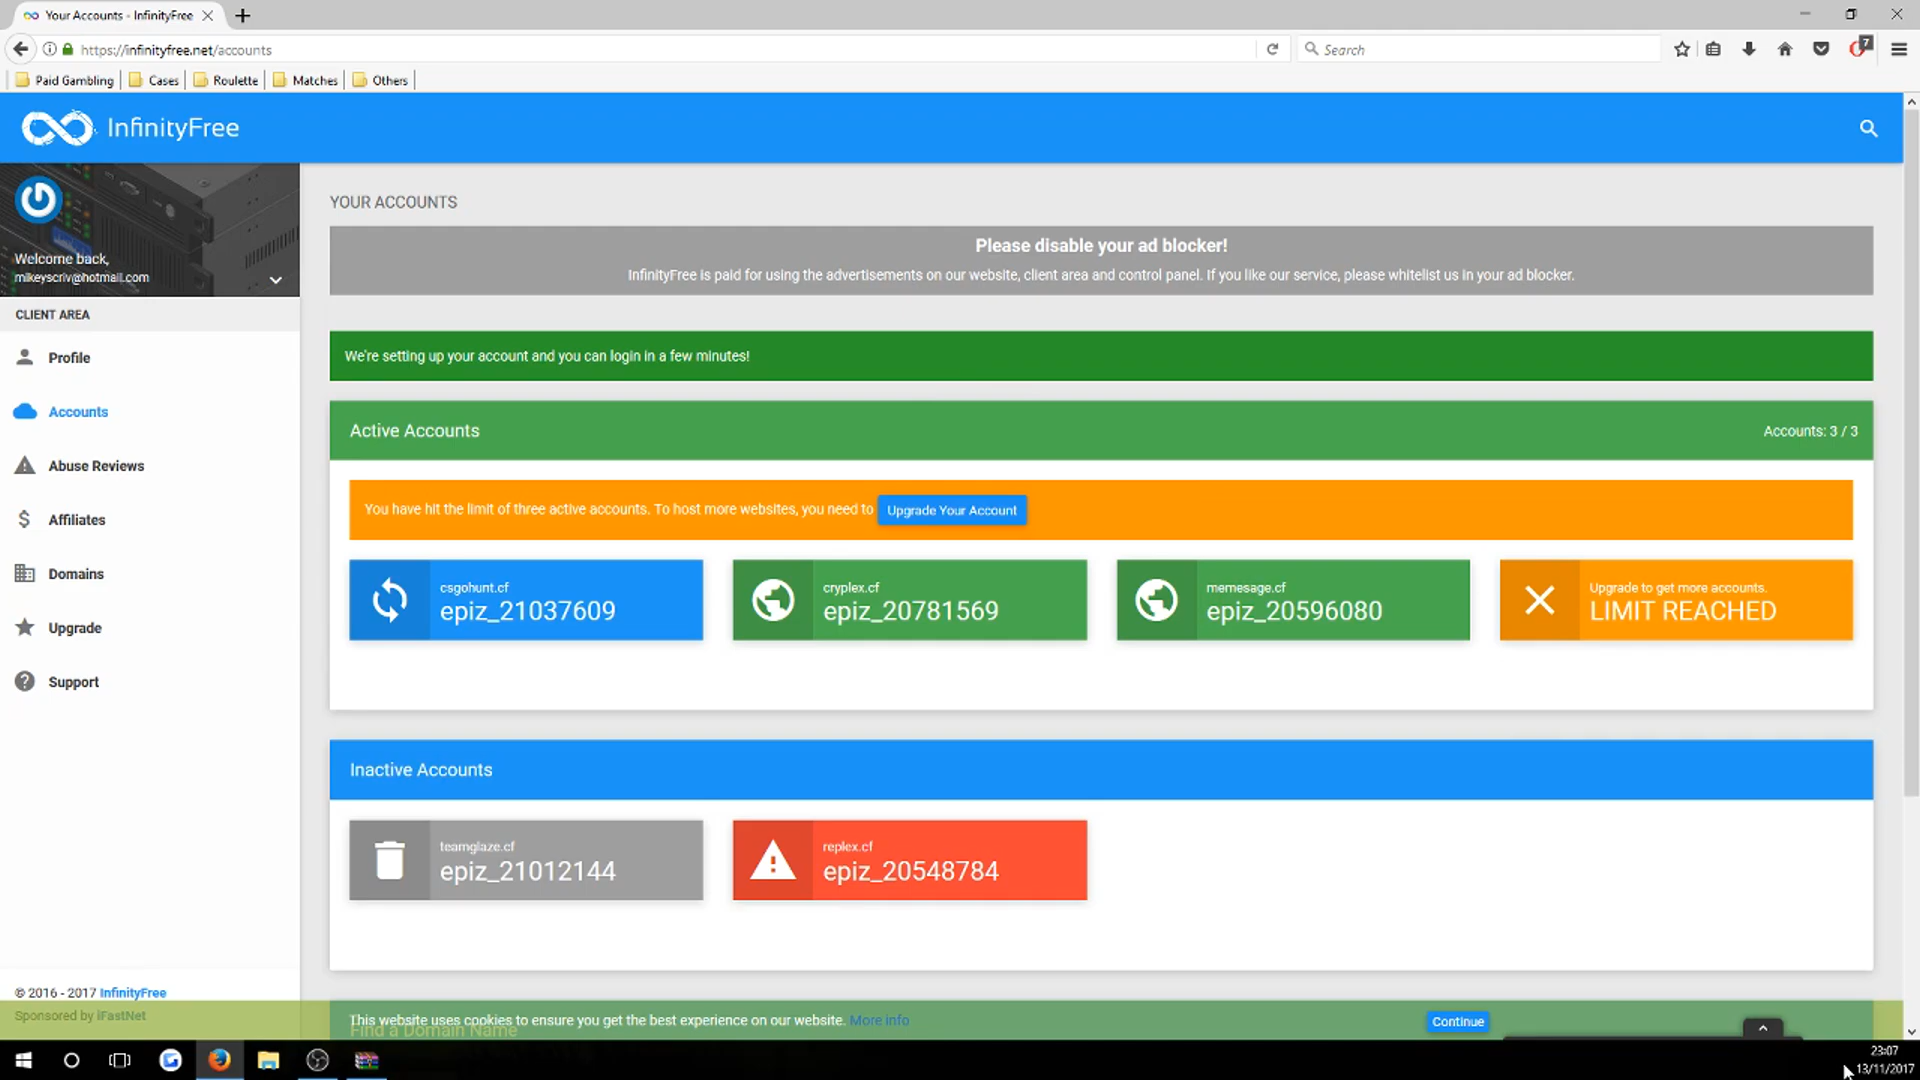 Your Accounts - InfinityFree
https://infinityfree.net/accounts
Search
7
Paid Gambling
Cases
Roulette
Matches
Others
InfinityFree
Welcome back,
mikeyscriv@hotmail.com
CLIENT AREA
Profile
Accounts
Abuse Reviews
Affiliates
Domains
Upgrade
Support
© 2016 - 2017 InfinityFree
Sponsored by iFastNet
YOUR ACCOUNTS
Please disable your ad blocker!
InfinityFree is paid for using the advertisements on our website, client area and control panel. If you like our service, please whitelist us in your ad blocker.
We're setting up your account and you can login in a few minutes!
Active Accounts
Accounts: 3 / 3
You have hit the limit of three active accounts. To host more websites, you need to Upgrade Your Account
csgohunt.cf
epiz_21037609
cryplex.cf
epiz_20781569
memesage.cf
epiz_20596080
Upgrade to get more accounts.
LIMIT REACHED
Inactive Accounts
teamglaze.cf
epiz_21012144
replex.cf
epiz_20548784
This website uses cookies to ensure you get the best experience on our website. More info
Continue
Find a Domain Name
23:07
13/11/2017